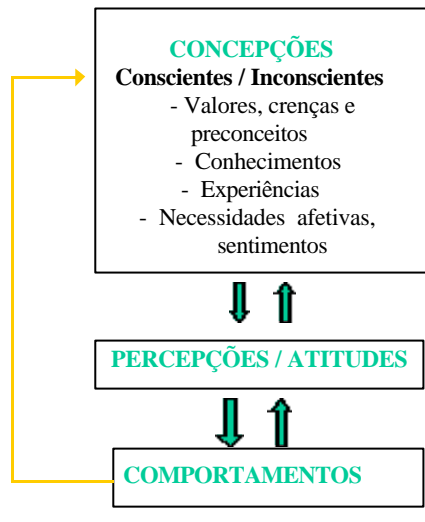 CONCEPÇÕES
Conscientes / Inconscientes
- Valores, crenças e
preconceitos
- Conhecimentos
- Experiências
- Necessidades afetivas,
sentimentos
PERCEPÇÕES / ATITUDES
COMPORTAMENTOS